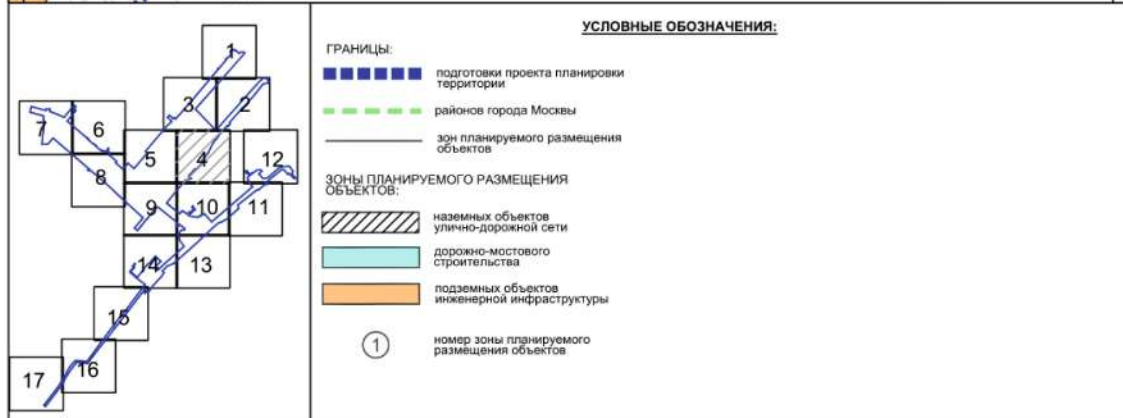 1
3
2
7
6
5
4
12
8
9
10
11
14
13
15
16
17
УСЛОВНЫЕ ОБОЗНАЧЕНИЯ:
ГРАНИЦЫ:
подготовки проекта планировки
территории
районов города Москвы
зон планируемого размещения
объектов
ЗОНЫ ПЛАНИРУЕМОГО РАЗМЕЩЕНИЯ
ОБЪЕКТОВ:
наземных объектов
улично-дорожной сети
дорожно-мостового
строительства
подземных объектов
инженерной инфраструктуры
1
номер зоны планируемого
размещения объектов